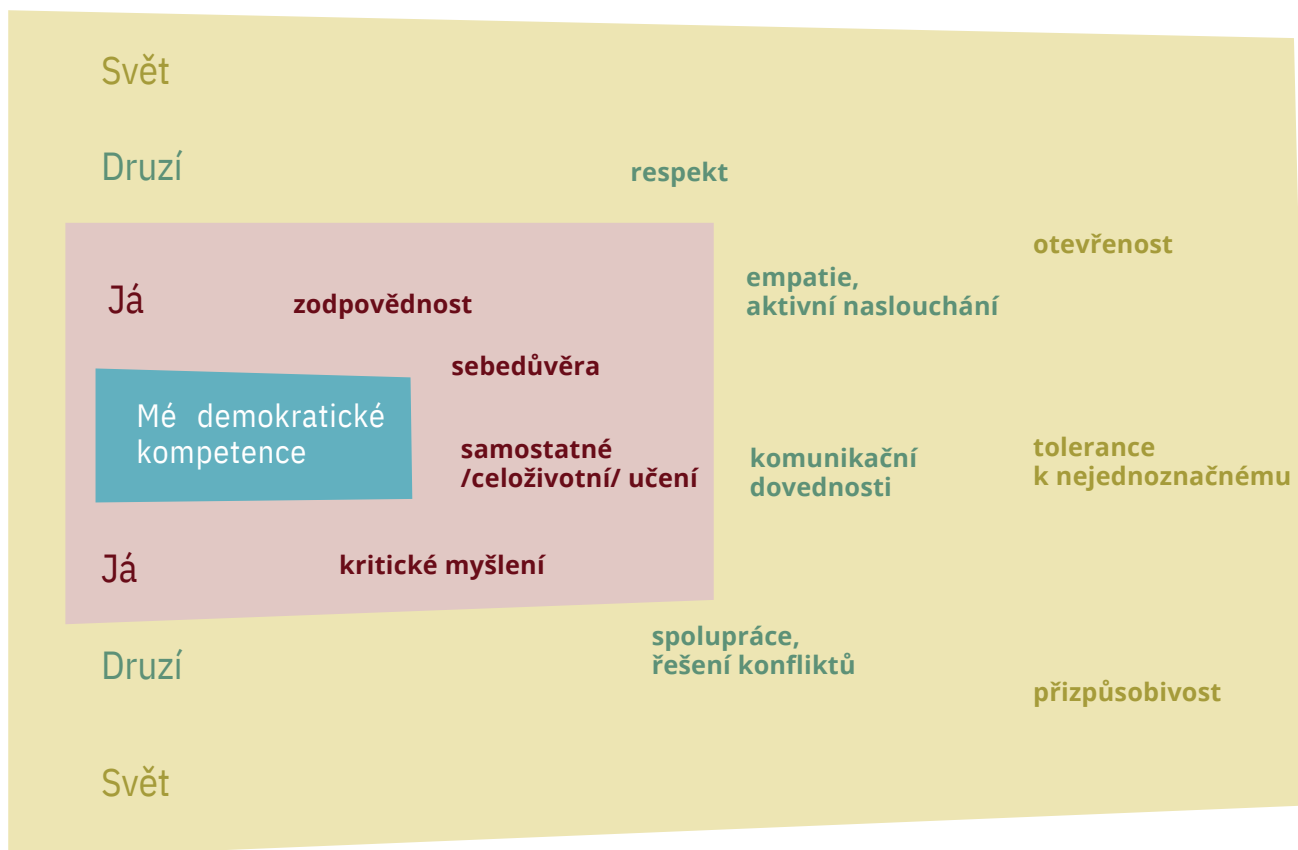 Svět
Druzí
respekt
otevřenost
empatie,
aktivní naslouchání
Já
zodpovědnost
sebedůvěra
Mé demokratické
kompetence
samostatné
/celoživotní/ učení
komunikační
dovednosti
tolerance
k nejednoznačnému
Já
kritické myšlení
spolupráce,
řešení konfliktů
Druzí
přizpůsobivost
Svět